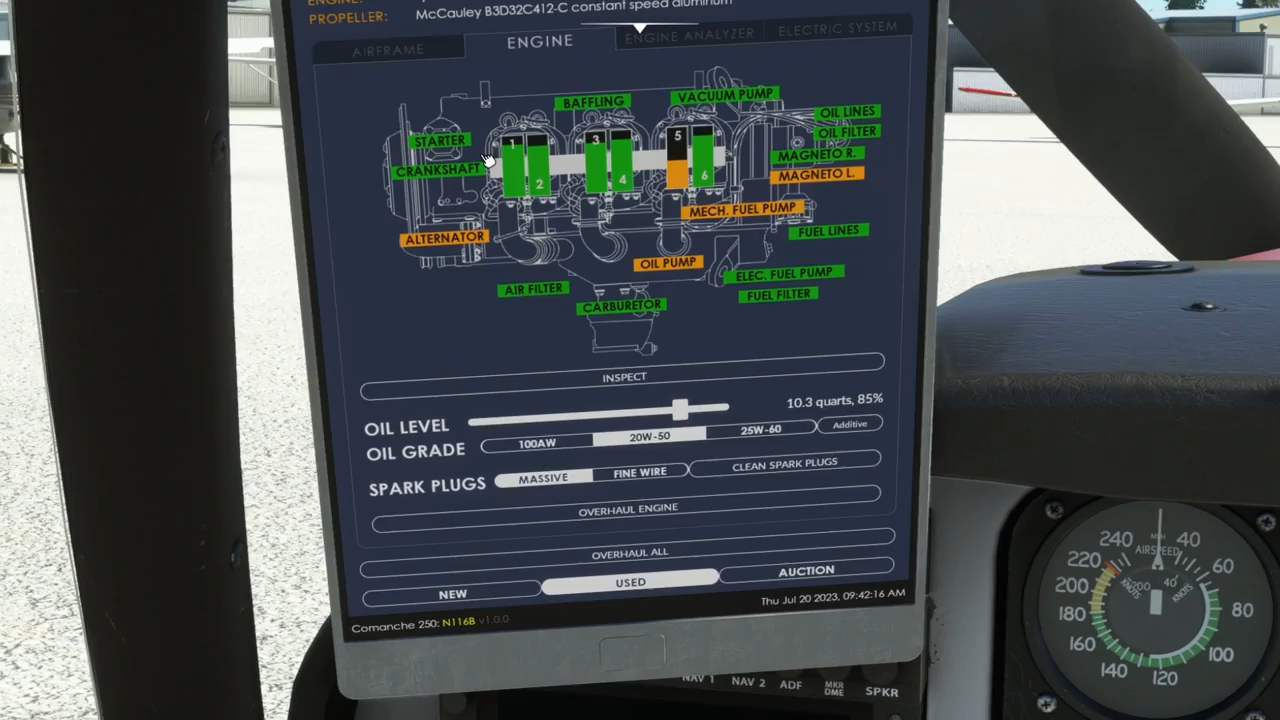 ENGINE:
PROPELLER: McCauley B3D32C412-C constant speed aluminum
AIRFRAME ENGINE ENGINE ANALYZER ELECTRIC SYSTEM
BAFFLING VACUUM PUMP
OIL LINES
STARTER 1 3 5 OIL FILTER
CRANKSHAFT 2 4 6 MAGNETO R.
MAGNETO L.
MECH. FUEL PUMP
ALTERNATOR FUEL LINES
OIL PUMP
ELEC. FUEL PUMP
AIR FILTER FUEL FILTER
CARBURETOR
INSPECT
OIL LEVEL 10.3 quarts, 85%
OIL GRADE 100AW 20W-50 25W-60 Additive
SPARK PLUGS MASSIVE FINE WIRE CLEAN SPARK PLUGS
OVERHAUL ENGINE
OVERHAUL ALL
NEW USED AUCTION
Comanche 250: N116B v1.0.0 Thu Jul 20 2023, 09:42:16 AM
NAV 1 NAV 2 ADF MKR DME SPKR
MPH
AIRSPEED
KNOTS KNOTS
40
60
80
100
120
140
160
180
200
220
240
200 40